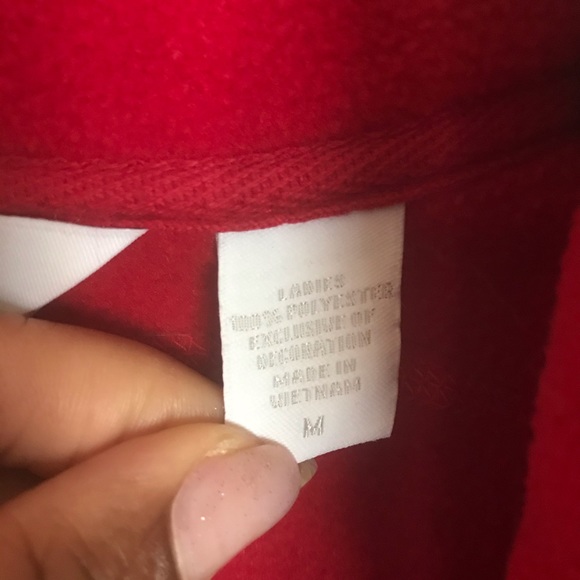 LADIES
100% POLYESTER
EXCLUSIVE OF
DECORATION
MADE IN
VIETNAM
M